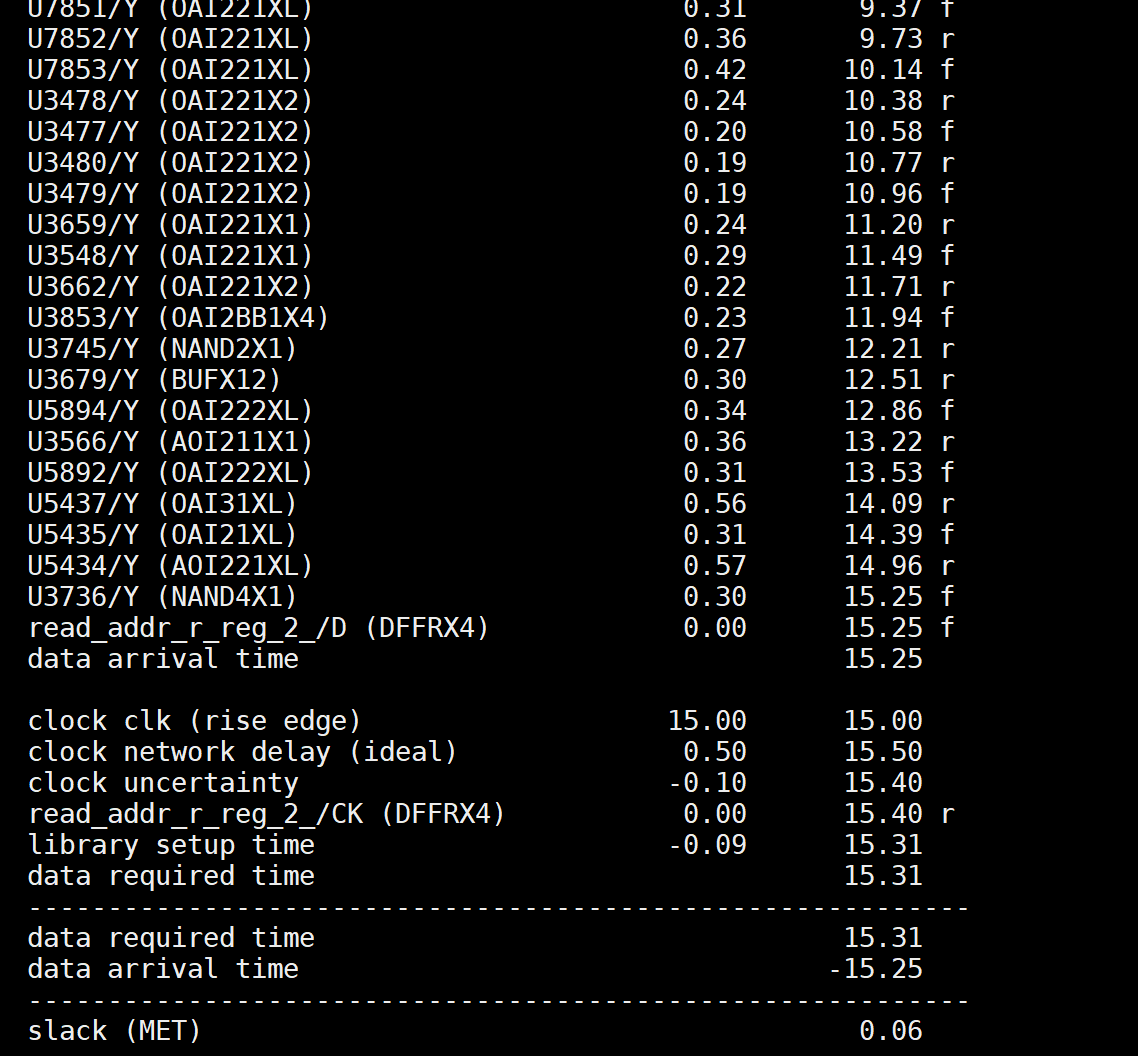 U7851/Y (OAI221XL) 0.31 9.37 f
U7852/Y (OAI221XL) 0.36 9.73 r
U7853/Y (OAI221XL) 0.42 10.14 f
U3478/Y (OAI221X2) 0.24 10.38 r
U3477/Y (OAI221X2) 0.20 10.58 f
U3480/Y (OAI221X2) 0.19 10.77 r
U3479/Y (OAI221X2) 0.19 10.96 f
U3659/Y (OAI221X1) 0.24 11.20 r
U3548/Y (OAI221X1) 0.29 11.49 f
U3662/Y (OAI221X2) 0.22 11.71 r
U3853/Y (OAI2BB1X4) 0.23 11.94 f
U3745/Y (NAND2X1) 0.27 12.21 r
U3679/Y (BUFX12) 0.30 12.51 r
U5894/Y (OAI222XL) 0.34 12.86 f
U3566/Y (AOI211X1) 0.36 13.22 r
U5892/Y (OAI222XL) 0.31 13.53 f
U5437/Y (OAI31XL) 0.56 14.09 r
U5435/Y (OAI21XL) 0.31 14.39 f
U5434/Y (AOI221XL) 0.57 14.96 r
U3736/Y (NAND4X1) 0.30 15.25 f
read_addr_r_reg_2_/D (DFFRX4) 0.00 15.25 f
data arrival time 15.25
clock clk (rise edge) 15.00 15.00
clock network delay (ideal) 0.50 15.50
clock uncertainty -0.10 15.40
read_addr_r_reg_2_/CK (DFFRX4) 0.00 15.40 r
library setup time -0.09 15.31
data required time 15.31
-----------------------------------------------------------
data required time 15.31
data arrival time -15.25
-----------------------------------------------------------
slack (MET) 0.06